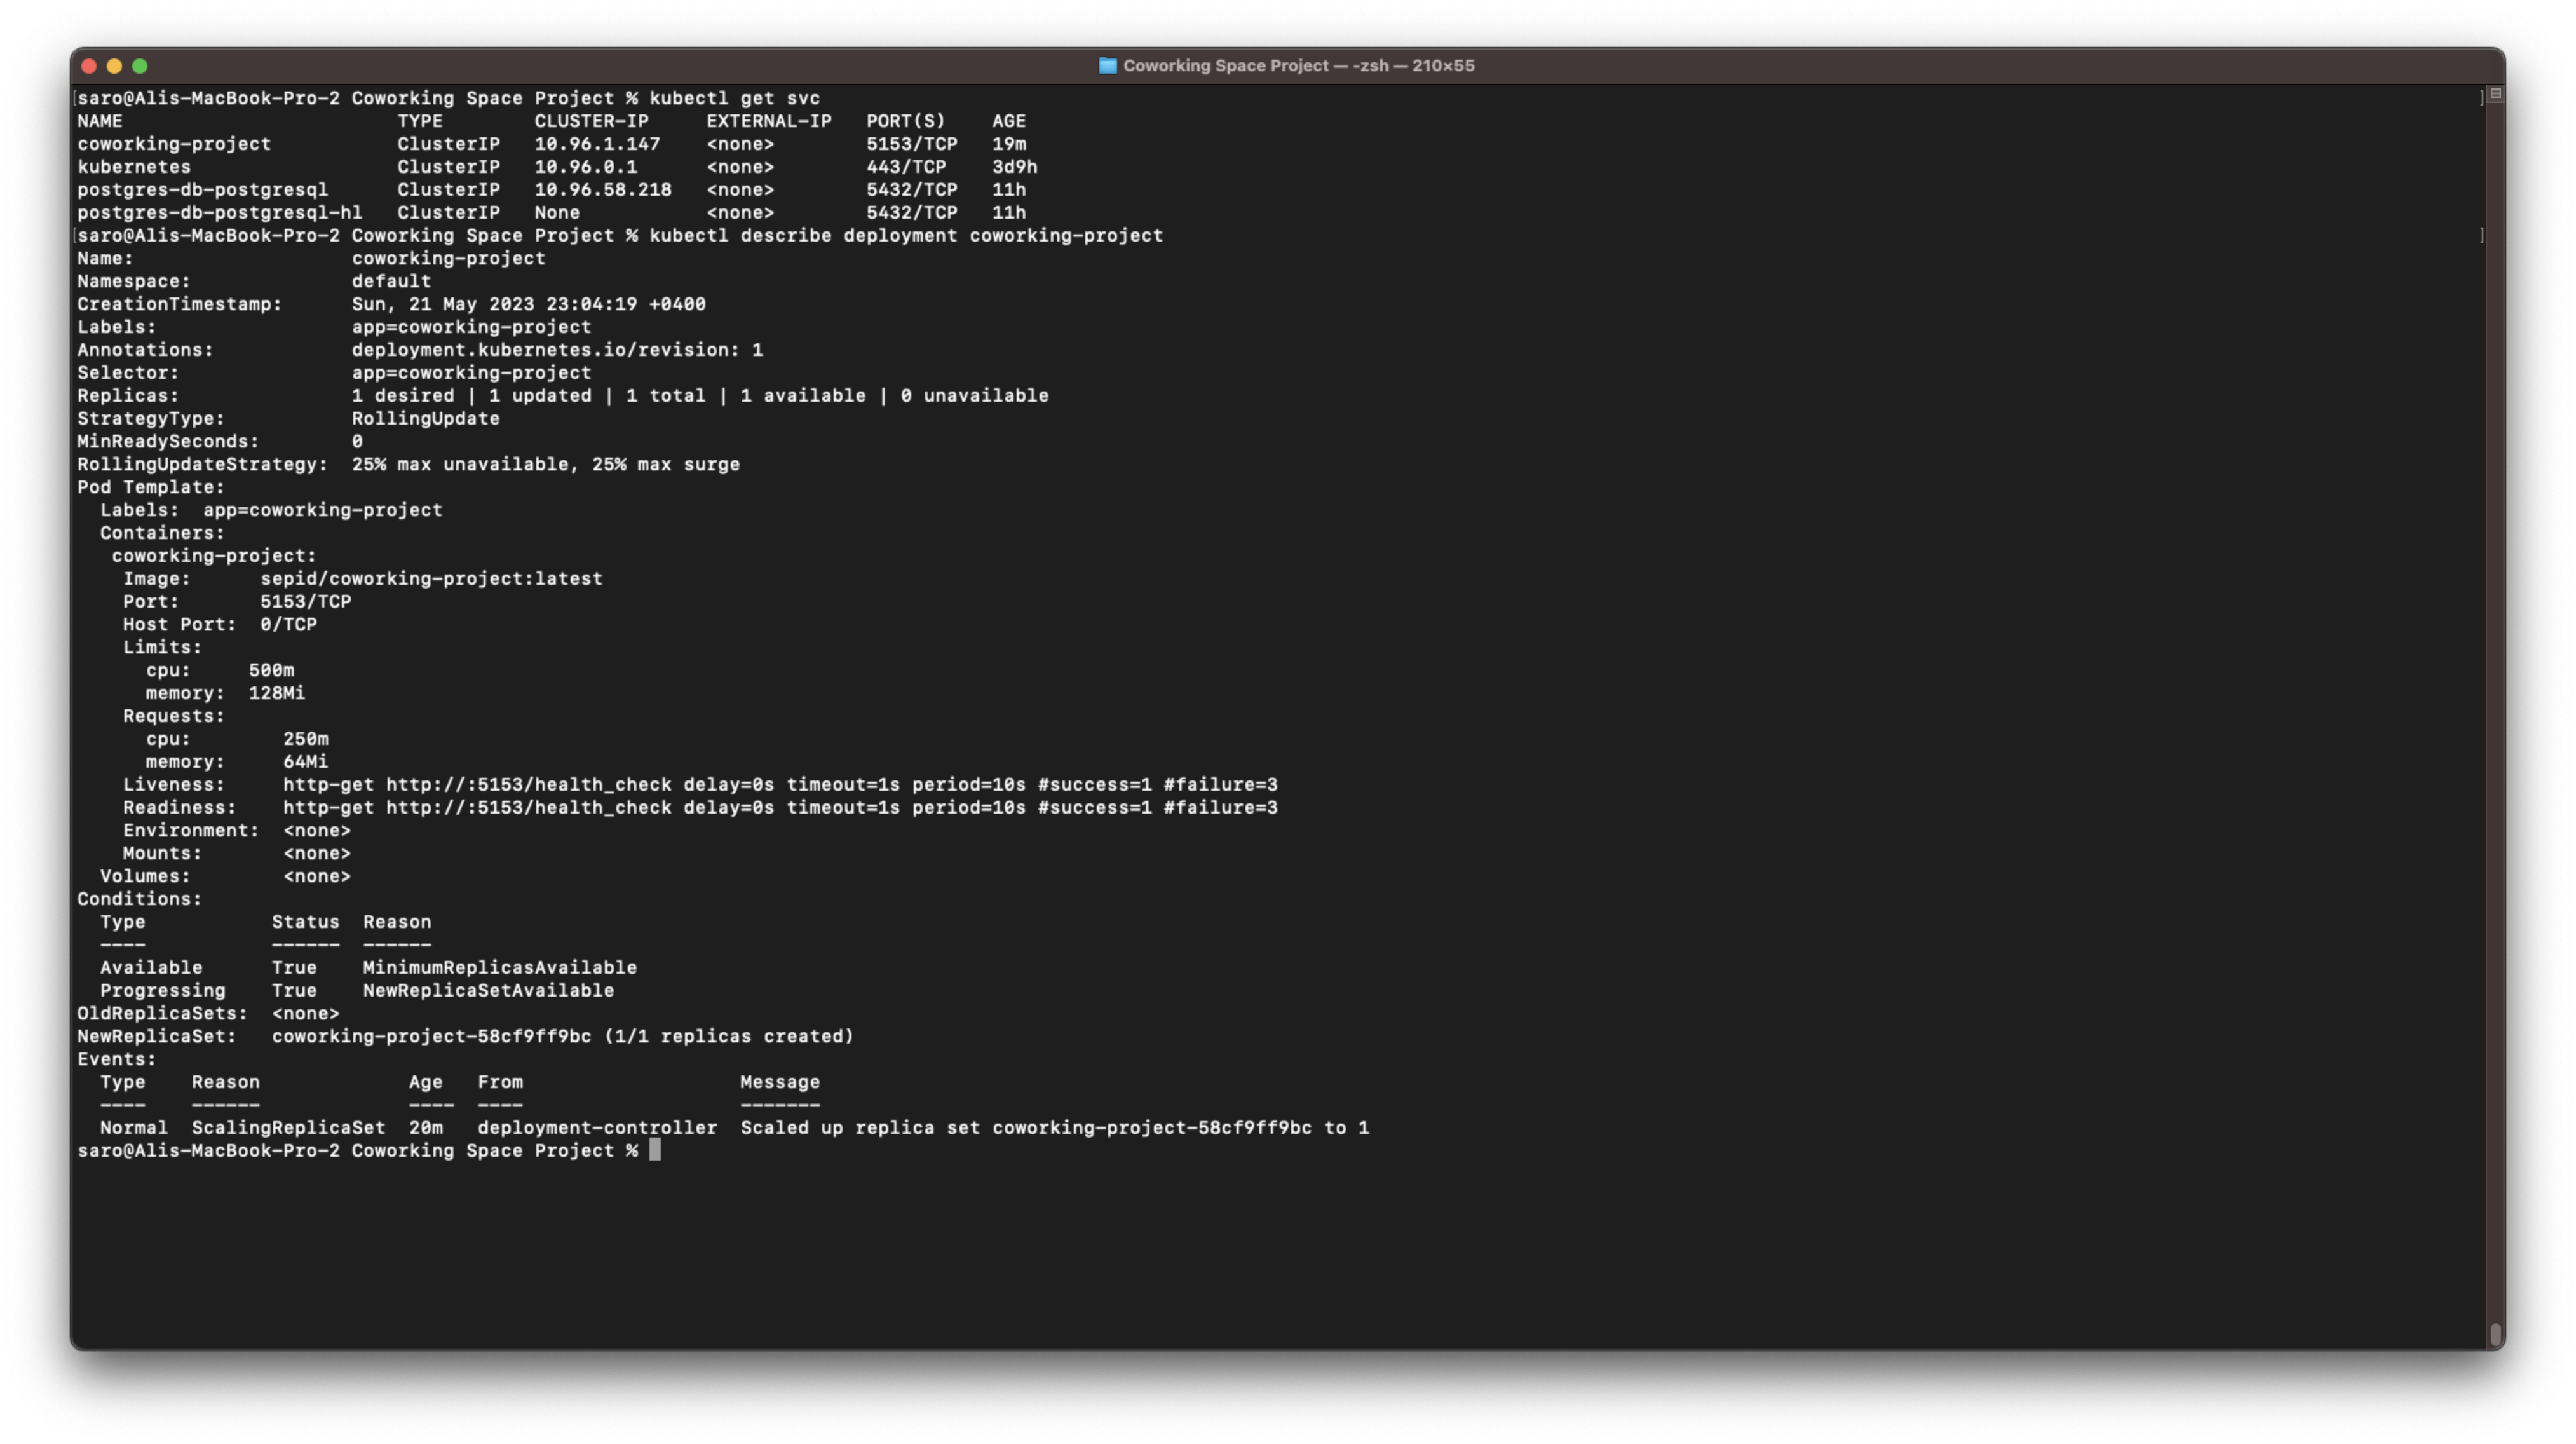 Coworking Space Project — -zsh — 210×55
[saro@Alis-MacBook-Pro-2 Coworking Space Project % kubectl get svc ]
NAME TYPE CLUSTER-IP EXTERNAL-IP PORT(S) AGE
coworking-project ClusterIP 10.96.1.147 <none> 5153/TCP 19m
kubernetes ClusterIP 10.96.0.1 <none> 443/TCP 3d9h
postgres-db-postgresql ClusterIP 10.96.58.218 <none> 5432/TCP 11h
postgres-db-postgresql-hl ClusterIP None <none> 5432/TCP 11h
[saro@Alis-MacBook-Pro-2 Coworking Space Project % kubectl describe deployment coworking-project ]
Name: coworking-project
Namespace: default
CreationTimestamp: Sun, 21 May 2023 23:04:19 +0400
Labels: app=coworking-project
Annotations: deployment.kubernetes.io/revision: 1
Selector: app=coworking-project
Replicas: 1 desired | 1 updated | 1 total | 1 available | 0 unavailable
StrategyType: RollingUpdate
MinReadySeconds: 0
RollingUpdateStrategy: 25% max unavailable, 25% max surge
Pod Template:
Labels: app=coworking-project
Containers:
coworking-project:
Image: sepid/coworking-project:latest
Port: 5153/TCP
Host Port: 0/TCP
Limits:
cpu: 500m
memory: 128Mi
Requests:
cpu: 250m
memory: 64Mi
Liveness: http-get http://:5153/health_check delay=0s timeout=1s period=10s #success=1 #failure=3
Readiness: http-get http://:5153/health_check delay=0s timeout=1s period=10s #success=1 #failure=3
Environment: <none>
Mounts: <none>
Volumes: <none>
Conditions:
Type Status Reason
---- ------ ------
Available True MinimumReplicasAvailable
Progressing True NewReplicaSetAvailable
OldReplicaSets: <none>
NewReplicaSet: coworking-project-58cf9ff9bc (1/1 replicas created)
Events:
Type Reason Age From Message
---- ------ ---- ---- -------
Normal ScalingReplicaSet 20m deployment-controller Scaled up replica set coworking-project-58cf9ff9bc to 1
saro@Alis-MacBook-Pro-2 Coworking Space Project %